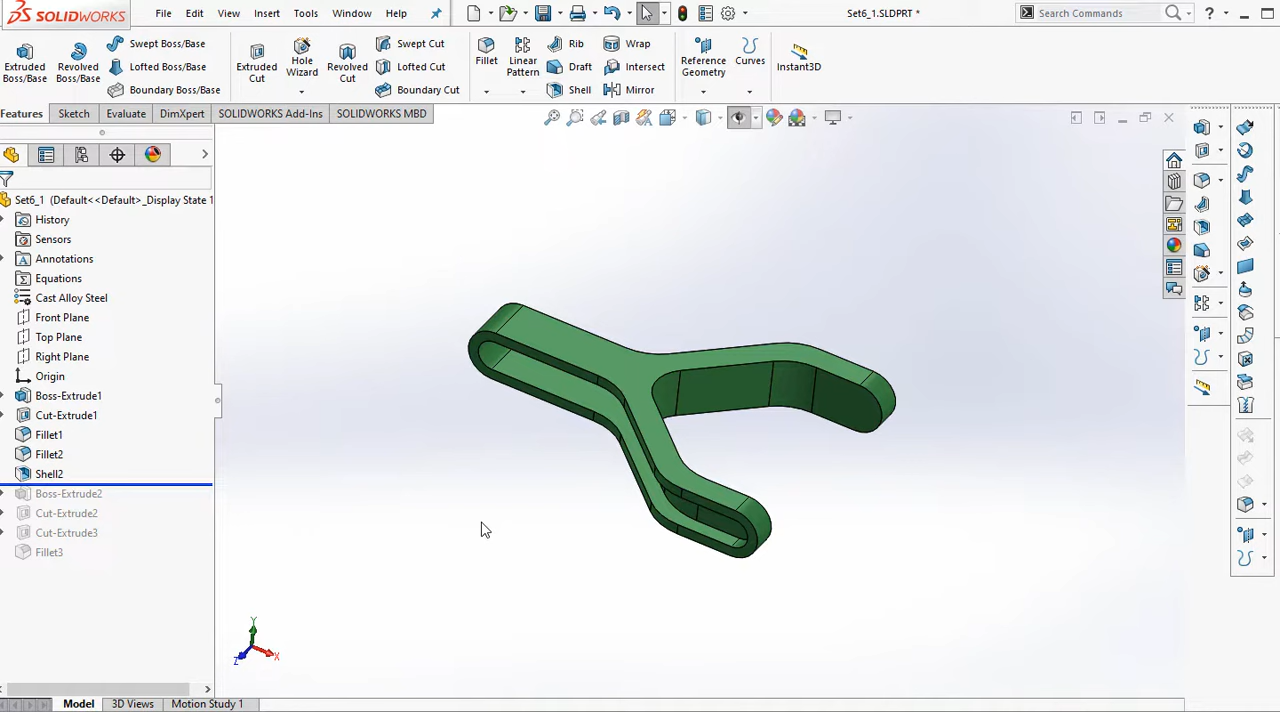 SOLIDWORKS File Edit View Insert Tools Window Help Set6_1.SLDPRT * Search Commands ?
Extruded Boss/Base
Revolved Boss/Base
Swept Boss/Base
Lofted Boss/Base
Boundary Boss/Base
Extruded Cut
Hole Wizard
Revolved Cut
Swept Cut
Lofted Cut
Boundary Cut
Fillet
Linear Pattern
Rib
Draft
Shell
Wrap
Intersect
Mirror
Reference Geometry
Curves
Instant3D
Features Sketch Evaluate DimXpert SOLIDWORKS Add-Ins SOLIDWORKS MBD
Set6_1 (Default<<Default>_Display State 1
History
Sensors
Annotations
Equations
Cast Alloy Steel
Front Plane
Top Plane
Right Plane
Origin
Boss-Extrude1
Cut-Extrude1
Fillet1
Fillet2
Shell2
Boss-Extrude2
Cut-Extrude2
Cut-Extrude3
Fillet3
Y
Z X
Model 3D Views Motion Study 1